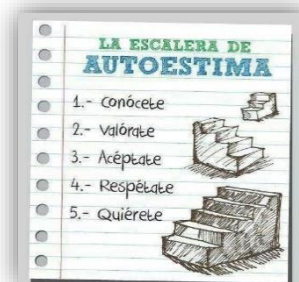 LA ESCALERA DE
AUTOESTIMA
1.- Conócete
2.- Valórate
3.- Acéptate
4.- Respétate
5.- Quiérete